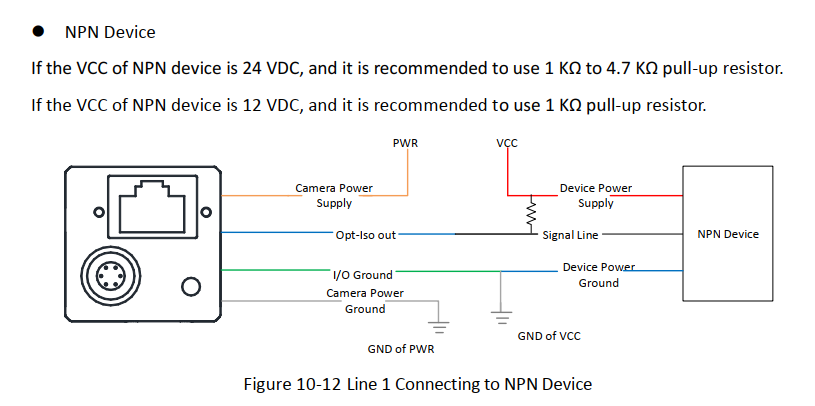 ● NPN Device
If the VCC of NPN device is 24 VDC, and it is recommended to use 1 KΩ to 4.7 KΩ pull-up resistor.
If the VCC of NPN device is 12 VDC, and it is recommended to use 1 KΩ pull-up resistor.
PWR
VCC
Camera Power
Supply
Device Power
Supply
Opt-Iso out
Signal Line
NPN Device
I/O Ground
Device Power
Ground
Camera Power
Ground
GND of PWR
GND of VCC
Figure 10-12 Line 1 Connecting to NPN Device